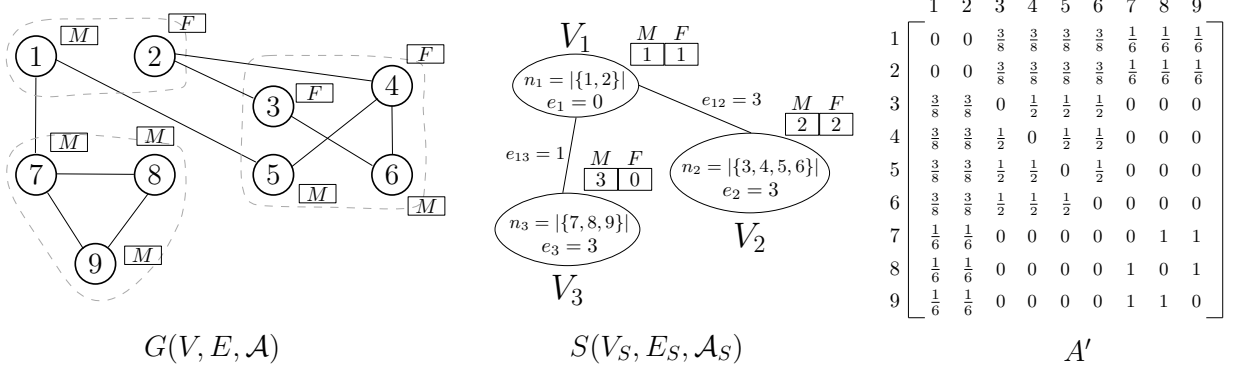 1 M
2 F
3 F
4 F
5 M
6 M
7 M
8 M
9 M
G(V, E, 𝒜)
V₁
M F
1 1
n₁ = |{1, 2}|
e₁ = 0
e₁₂ = 3
M F
2 2
n₂ = |{3, 4, 5, 6}|
e₂ = 3
V₂
e₁₃ = 1
M F
3 0
n₃ = |{7, 8, 9}|
e₃ = 3
V₃
S(V_S, E_S, 𝒜_S)
1 2 3 4 5 6 7 8 9
1 0 0 3/8 3/8 3/8 3/8 1/6 1/6 1/6
2 0 0 3/8 3/8 3/8 3/8 1/6 1/6 1/6
3 3/8 3/8 0 1/2 1/2 1/2 0 0 0
4 3/8 3/8 1/2 0 1/2 1/2 0 0 0
5 3/8 3/8 1/2 1/2 0 1/2 0 0 0
6 3/8 3/8 1/2 1/2 1/2 0 0 0 0
7 1/6 1/6 0 0 0 0 0 1 1
8 1/6 1/6 0 0 0 0 1 0 1
9 1/6 1/6 0 0 0 0 1 1 0
A′